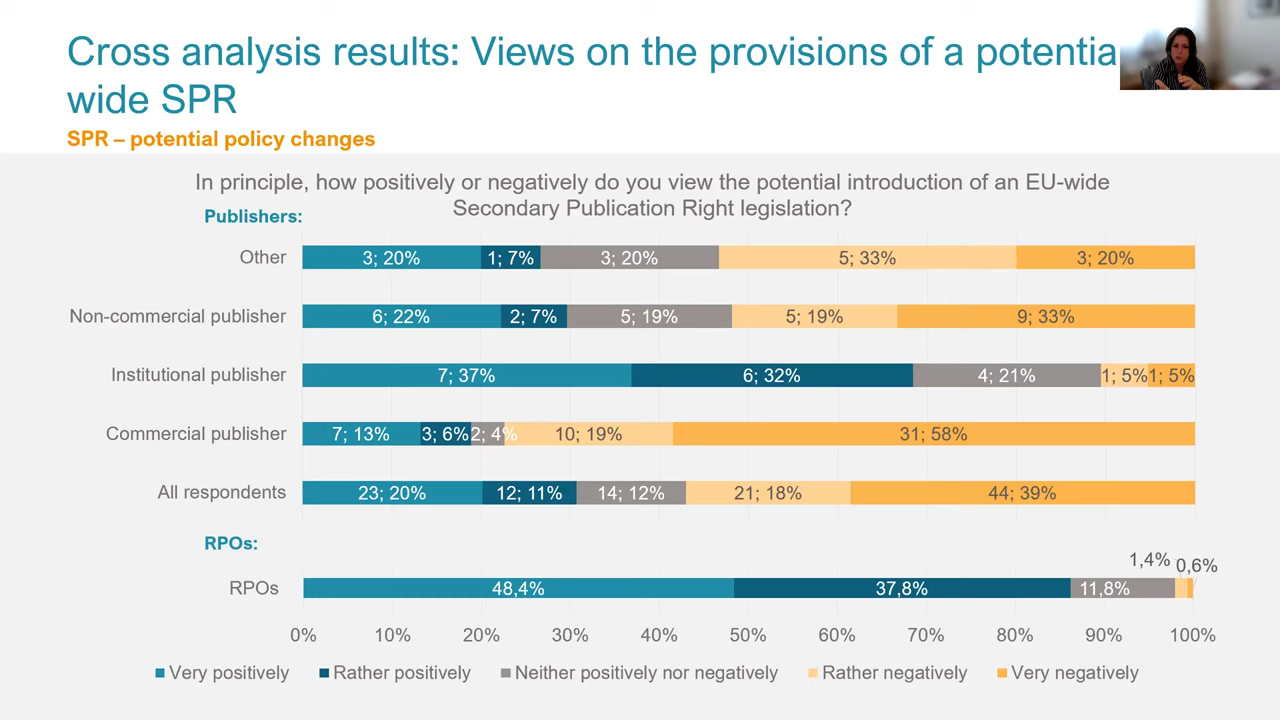 Cross analysis results: Views on the provisions of a potentia
wide SPR
SPR – potential policy changes
In principle, how positively or negatively do you view the potential introduction of an EU-wide
Secondary Publication Right legislation?
Publishers:
Other 3; 20% 1; 7% 3; 20% 5; 33% 3; 20%
Non-commercial publisher 6; 22% 2; 7% 5; 19% 5; 19% 9; 33%
Institutional publisher 7; 37% 6; 32% 4; 21% 1; 5% 1; 5%
Commercial publisher 7; 13% 3; 6% 2; 4% 10; 19% 31; 58%
All respondents 23; 20% 12; 11% 14; 12% 21; 18% 44; 39%
RPOs:
1,4% 0,6%
RPOs 48,4% 37,8% 11,8%
0% 10% 20% 30% 40% 50% 60% 70% 80% 90% 100%
Very positively Rather positively Neither positively nor negatively Rather negatively Very negatively